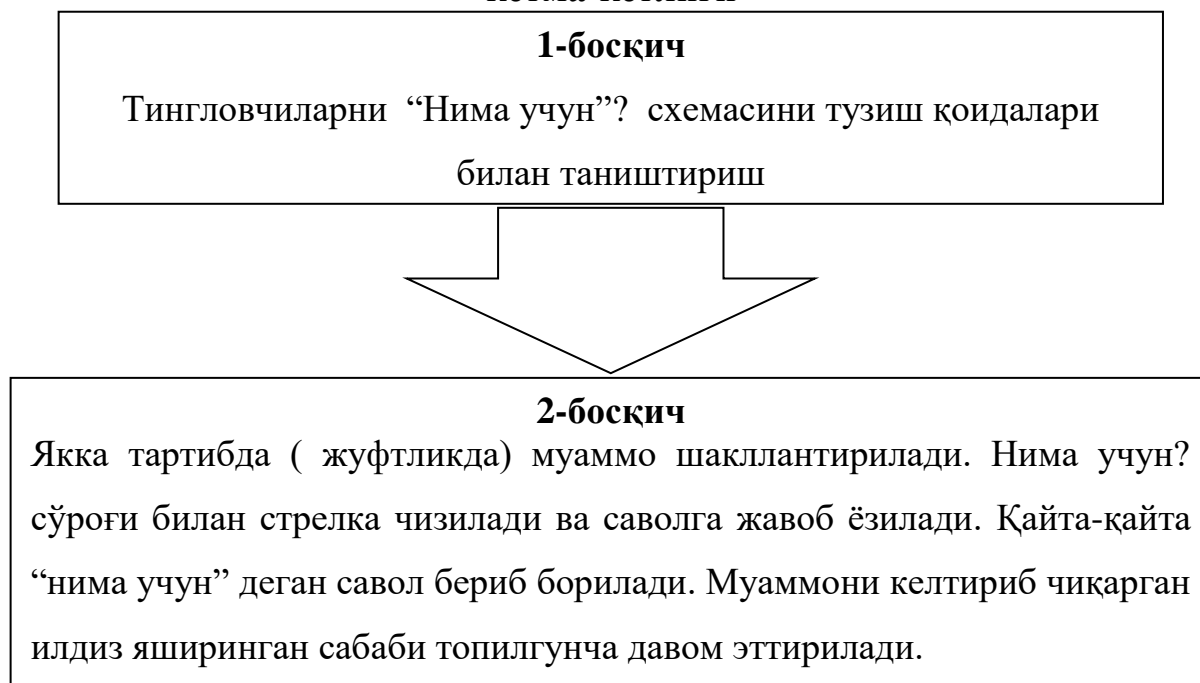 1-босқич
Тингловчиларни “Нима учун”? схемасини тузиш қоидалари
билан таништириш
2-босқич
Якка тартибда ( жуфтликда) муаммо шакллантирилади. Нима учун?
сўроғи билан стрелка чизилади ва саволга жавоб ёзилади. Қайта-қайта
“нима учун” деган савол бериб борилади. Муаммони келтириб чиқарган
илдиз яширинган сабаби топилгунча давом эттирилади.